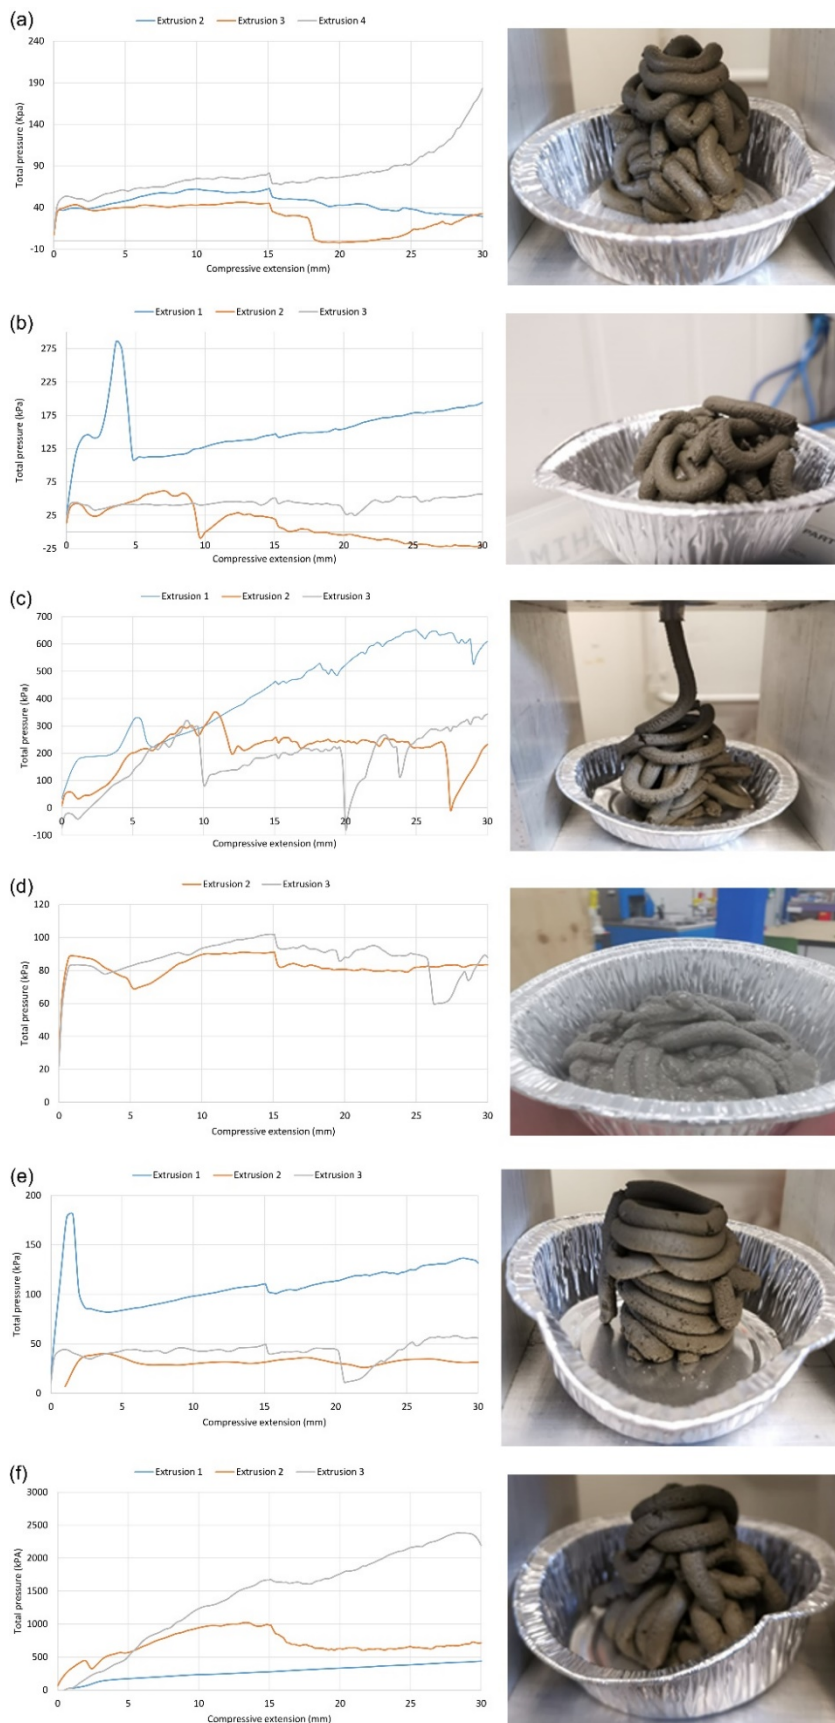 (a)
Extrusion 2 Extrusion 3 Extrusion 4
240
190
140
90
40
-10
Total pressure (Kpa)
0 5 10 15 20 25 30
Compressive extension (mm)
(b)
Extrusion 1 Extrusion 2 Extrusion 3
275
225
175
125
75
25
-25
Total pressure (kPa)
0 5 10 15 20 25 30
Compressive extension (mm)
PART
(c)
Extrusion 1 Extrusion 2 Extrusion 3
700
600
500
400
300
200
100
0
-100
Total pressure (kPa)
0 5 10 15 20 25 30
Compressive extension (mm)
(d)
Extrusion 2 Extrusion 3
120
100
80
60
40
20
0
Total pressure (kPa)
0 5 10 15 20 25 30
Compressive extension (mm)
(e)
Extrusion 1 Extrusion 2 Extrusion 3
200
150
100
50
0
Total pressure (kPa)
0 5 10 15 20 25 30
Compressive extension (mm)
(f)
Extrusion 1 Extrusion 2 Extrusion 3
3000
2500
2000
1500
1000
500
0
Total pressure (kPA)
0 5 10 15 20 25 30
Compressive extension (mm)